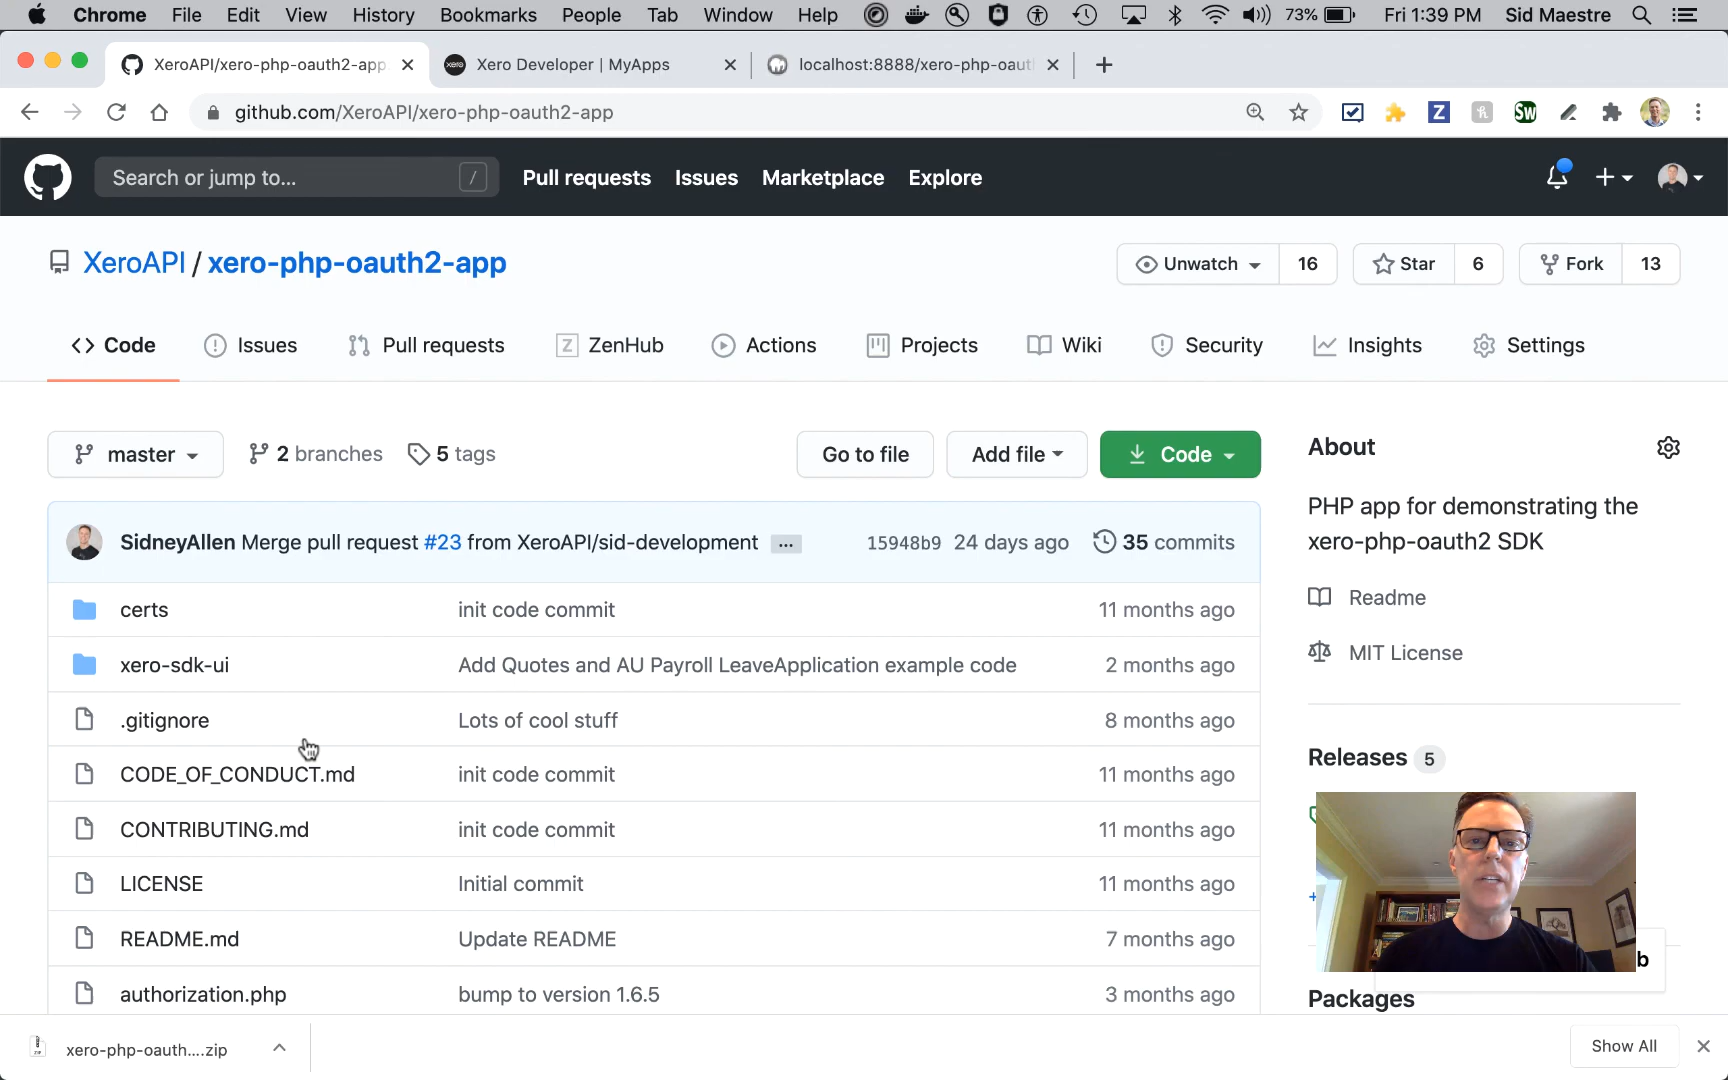 Chrome File Edit View History Bookmarks People Tab Window Help 73% Fri 1:39 PM Sid Maestre
XeroAPI/xero-php-oauth2-app
xero Xero Developer | MyApps
localhost:8888/xero-php-oaut
github.com/XeroAPI/xero-php-oauth2-app
Z SW
Search or jump to... /
Pull requests Issues Marketplace Explore
XeroAPI / xero-php-oauth2-app
Unwatch 16 Star 6 Fork 13
Code Issues Pull requests Z ZenHub Actions Projects Wiki Security Insights Settings
master 2 branches 5 tags Go to file Add file Code
SidneyAllen Merge pull request #23 from XeroAPI/sid-development ... 15948b9 24 days ago 35 commits
certs init code commit 11 months ago
xero-sdk-ui Add Quotes and AU Payroll LeaveApplication example code 2 months ago
.gitignore Lots of cool stuff 8 months ago
CODE_OF_CONDUCT.md init code commit 11 months ago
CONTRIBUTING.md init code commit 11 months ago
LICENSE Initial commit 11 months ago
README.md Update README 7 months ago
authorization.php bump to version 1.6.5 3 months ago
About
PHP app for demonstrating the
xero-php-oauth2 SDK
Readme
MIT License
Releases 5
+
b
Packages
xero-php-oauth....zip
Show All